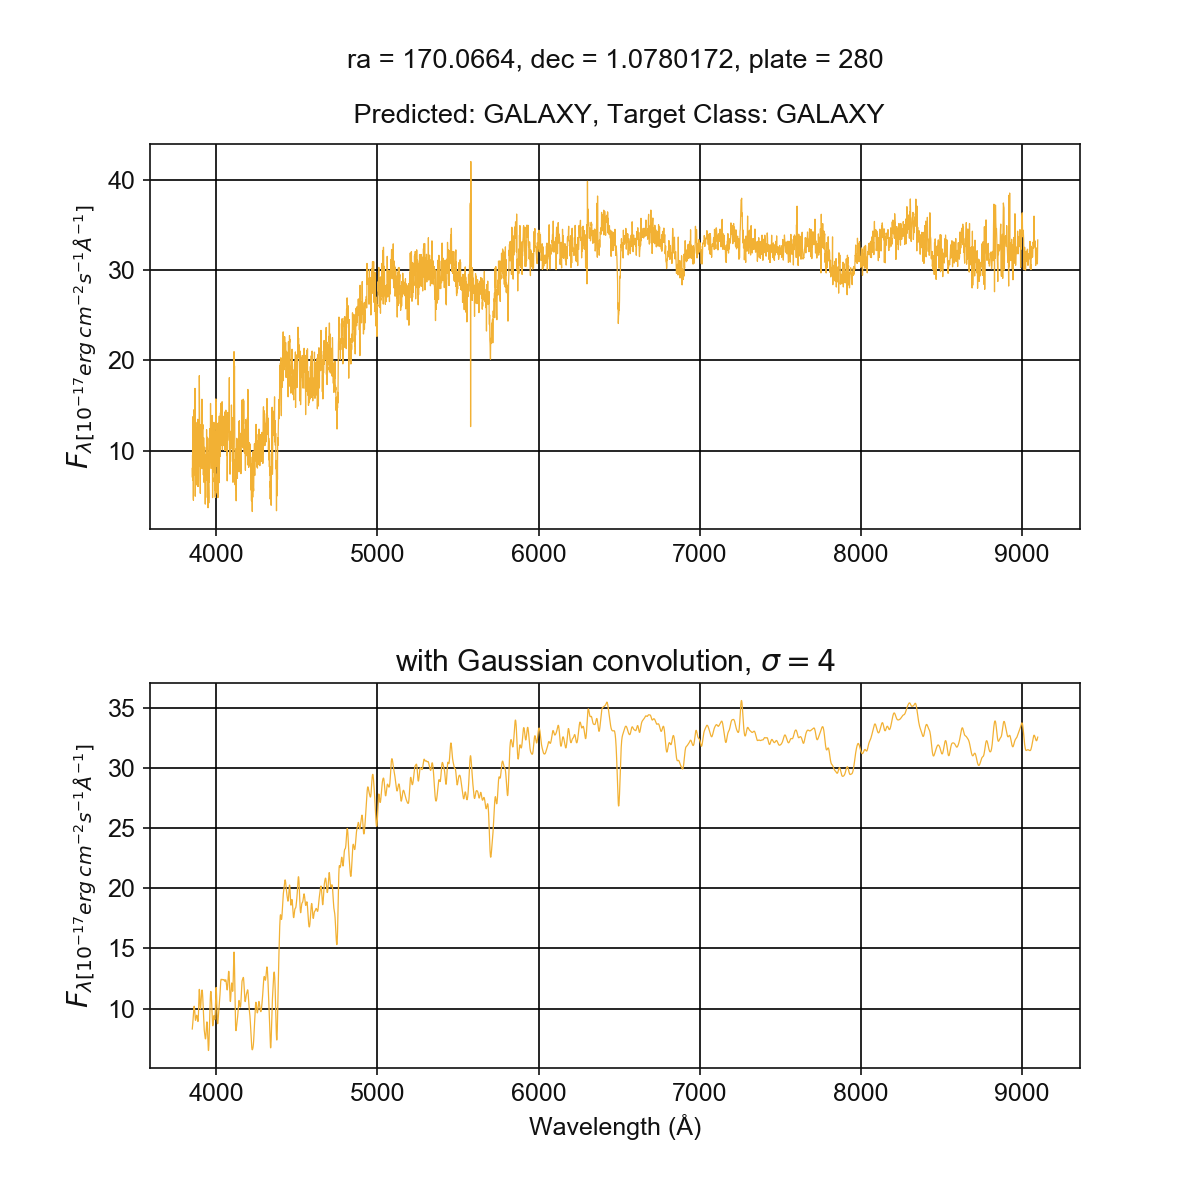 ra = 170.0664, dec = 1.0780172, plate = 280
Predicted: GALAXY, Target Class: GALAXY
F_λ[10⁻¹⁷erg cm⁻²s⁻¹Å⁻¹]
40
30
20
10
4000 5000 6000 7000 8000 9000
with Gaussian convolution, σ = 4
F_λ[10⁻¹⁷erg cm⁻²s⁻¹Å⁻¹]
35
30
25
20
15
10
4000 5000 6000 7000 8000 9000
Wavelength (Å)